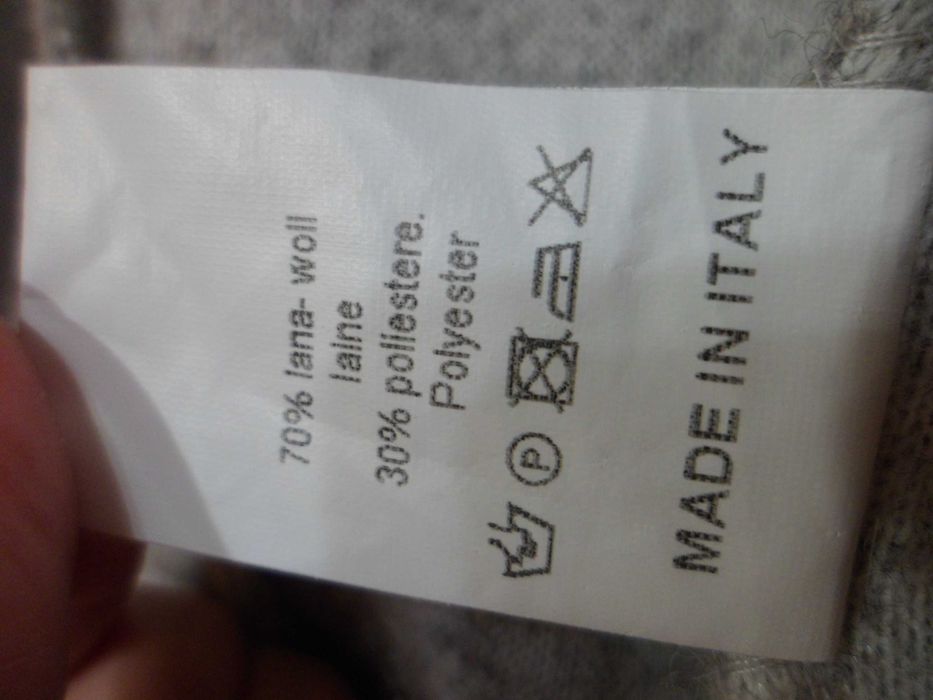 70% lana- woll
laine
30% poliestere.
Polyester
P
MADE IN ITALY